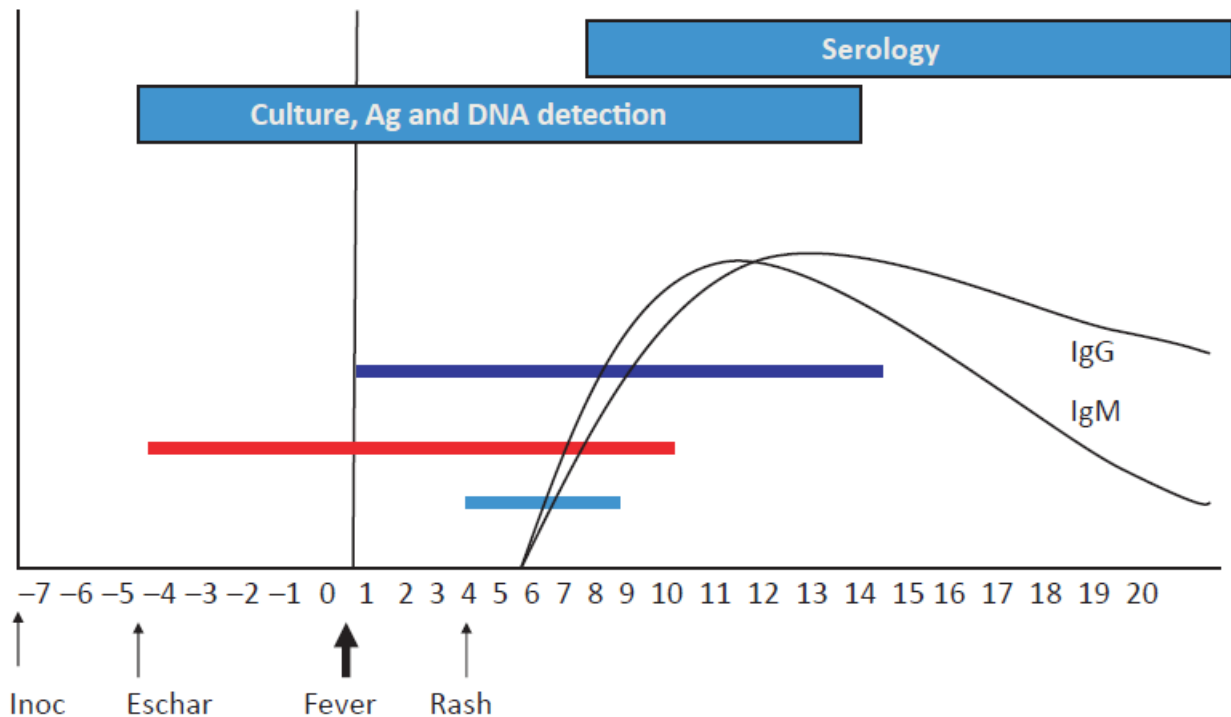 Serology
Culture, Ag and DNA detection
IgG
IgM
–7 –6 –5 –4 –3 –2 –1 0 1 2 3 4 5 6 7 8 9 10 11 12 13 14 15 16 17 18 19 20
Inoc Eschar Fever Rash